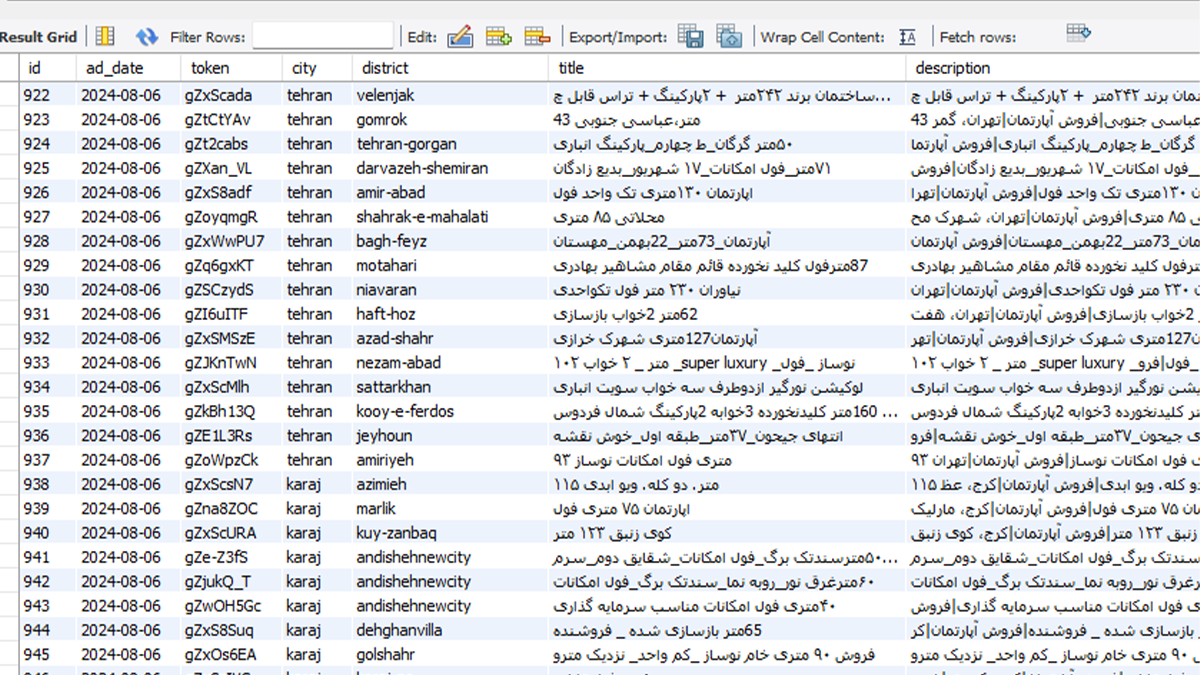 Result Grid Filter Rows: Edit: Export/Import: Wrap Cell Content: Fetch rows:
id ad_date token city district title description
922 2024-08-06 gZxScada tehran velenjak ساختمان برند ۲۴۲متر + ۲پارکینگ + تراس قابل چ... تمان برند ۲۴۲متر + ۲پارکینگ + تراس قابل چ
923 2024-08-06 gZtCtYAv tehran gomrok 43 متر،عباسی جنوبی 43 عباسی جنوبی|فروش آپارتمان|تهران، گمر
924 2024-08-06 gZt2cabs tehran tehran-gorgan ۵۰متر گرگان_ط چهارم_پارکینگ انباری گرگان_ط چهارم_پارکینگ انباری|فروش آپارتما
925 2024-08-06 gZXan_VL tehran darvazeh-shemiran ۷۱متر_فول امکانات_۱۷ شهریور_بدیع زادگان _فول امکانات_۱۷ شهریور_بدیع زادگان|فروش
926 2024-08-06 gZxS8adf tehran amir-abad اپارتمان ۱۳۰متری تک واحد فول ن ۱۳۰متری تک واحد فول|فروش آپارتمان|تهرا
927 2024-08-06 gZoyqmgR tehran shahrak-e-mahalati محلاتی ۸۵ متری ی ۸۵ متری|فروش آپارتمان|تهران، شهرک مح
928 2024-08-06 gZxWwPU7 tehran bagh-feyz آپارتمان_73متر_22بهمن_مهستان مان_73متر_22بهمن_مهستان|فروش آپارتمان
929 2024-08-06 gZq6gxKT tehran motahari 87مترفول کلید نخورده قائم مقام مشاهیر بهادری مترفول کلید نخورده قائم مقام مشاهیر بهادری
930 2024-08-06 gZSCzydS tehran niavaran نیاوران ۲۳۰ متر فول تکواحدی ن ۲۳۰ متر فول تکواحدی|فروش آپارتمان|تهران
931 2024-08-06 gZI6uITF tehran haft-hoz 62متر 2خواب بازسازی 2خواب بازسازی|فروش آپارتمان|تهران، هفت
932 2024-08-06 gZxSMSzE tehran azad-shahr آپارتمان127متری شهرک خرازی ن127متری شهرک خرازی|فروش آپارتمان|تهر
933 2024-08-06 gZJKnTwN tehran nezam-abad ۱۰۲ متر _ ۲ خواب _super luxury _نوساز _فول ۱۰۲ متر _ ۲ خواب _super luxury _فول|فرو
934 2024-08-06 gZxScMlh tehran sattarkhan لوکیشن نورگیر ازدوطرف سه خواب سویت انباری یشن نورگیر ازدوطرف سه خواب سویت انباری
935 2024-08-06 gZkBh13Q tehran kooy-e-ferdos 160متر کلیدنخورده 3خوابه 2پارکینگ شمال فردوس ... متر کلیدنخورده 3خوابه 2پارکینگ شمال فردوس
936 2024-08-06 gZE1L3Rs tehran jeyhoun انتهای جیحون_۳۷متر_طبقه اول_خوش نقشه ی جیحون_۳۷متر_طبقه اول_خوش نقشه|فرو
937 2024-08-06 gZoWpzCk tehran amiriyeh ۹۳ متری فول امکانات نوساز ۹۳ ی فول امکانات نوساز|فروش آپارتمان|تهران
938 2024-08-06 gZxScsN7 karaj azimieh ۱۱۵ متر، دو کله، ویو ابدی ۱۱۵ دو کله، ویو ابدی|فروش آپارتمان|کرج، عظ
939 2024-08-06 gZna8ZOC karaj marlik اپارتمان ۷۵ متری فول ن ۷۵ متری فول|فروش آپارتمان|کرج، مارلیک
940 2024-08-06 gZxScURA karaj kuy-zanbaq کوی زنبق ۱۲۳ متر زنبق ۱۲۳ متر|فروش آپارتمان|کرج، کوی زنبق
941 2024-08-06 gZe-Z3fS karaj andishehnewcity ۵۰مترسندتک برگ_فول امکانات_شقایق دوم_سرم... سندتک برگ_فول امکانات_شقایق دوم_سرم
942 2024-08-06 gZjukQ_T karaj andishehnewcity ۶۰مترغرق نور_روبه نما_سندتک برگ_فول امکانات رغرق نور_روبه نما_سندتک برگ_فول امکانات
943 2024-08-06 gZwOH5Gc karaj andishehnewcity ۴۰متری فول امکانات مناسب سرمایه گذاری ی فول امکانات مناسب سرمایه گذاری|فروش
944 2024-08-06 gZxS8Suq karaj dehghanvilla 65متر بازسازی شده _ فروشنده بازسازی شده _ فروشنده|فروش آپارتمان|کر
945 2024-08-06 gZxOs6EA karaj golshahr فروش ۹۰ متری خام نوساز _کم واحد_ نزدیک مترو ۹۰ متری خام نوساز _کم واحد_ نزدیک مترو